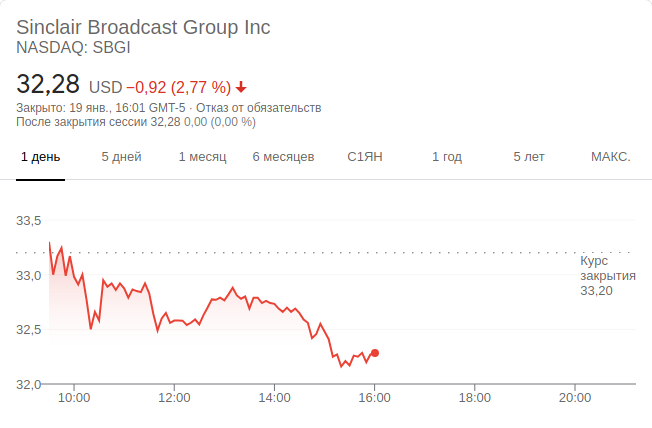 Sinclair Broadcast Group Inc
NASDAQ: SBGI
32,28 USD −0,92 (2,77 %)
Закрыто: 19 янв., 16:01 GMT-5 · Отказ от обязательств
После закрытия сессии 32,28 0,00 (0,00 %)
1 день 5 дней 1 месяц 6 месяцев С1ЯН 1 год 5 лет МАКС.
33,5
Курс
закрытия
33,20
33,0
32,5
32,0
10:00 12:00 14:00 16:00 18:00 20:00